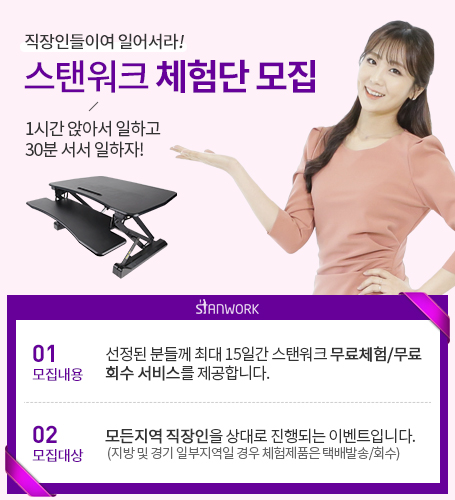 직장인들이여 일어서라!
스탠워크 체험단 모집
1시간 앉아서 일하고
30분 서서 일하자!
STANWORK
01
모집내용
선정된 분들께 최대 15일간 스탠워크 무료체험/무료
회수 서비스를 제공합니다.
02
모집대상
모든지역 직장인을 상대로 진행되는 이벤트입니다.
(지방 및 경기 일부지역일 경우 체험제품은 택배발송/회수)